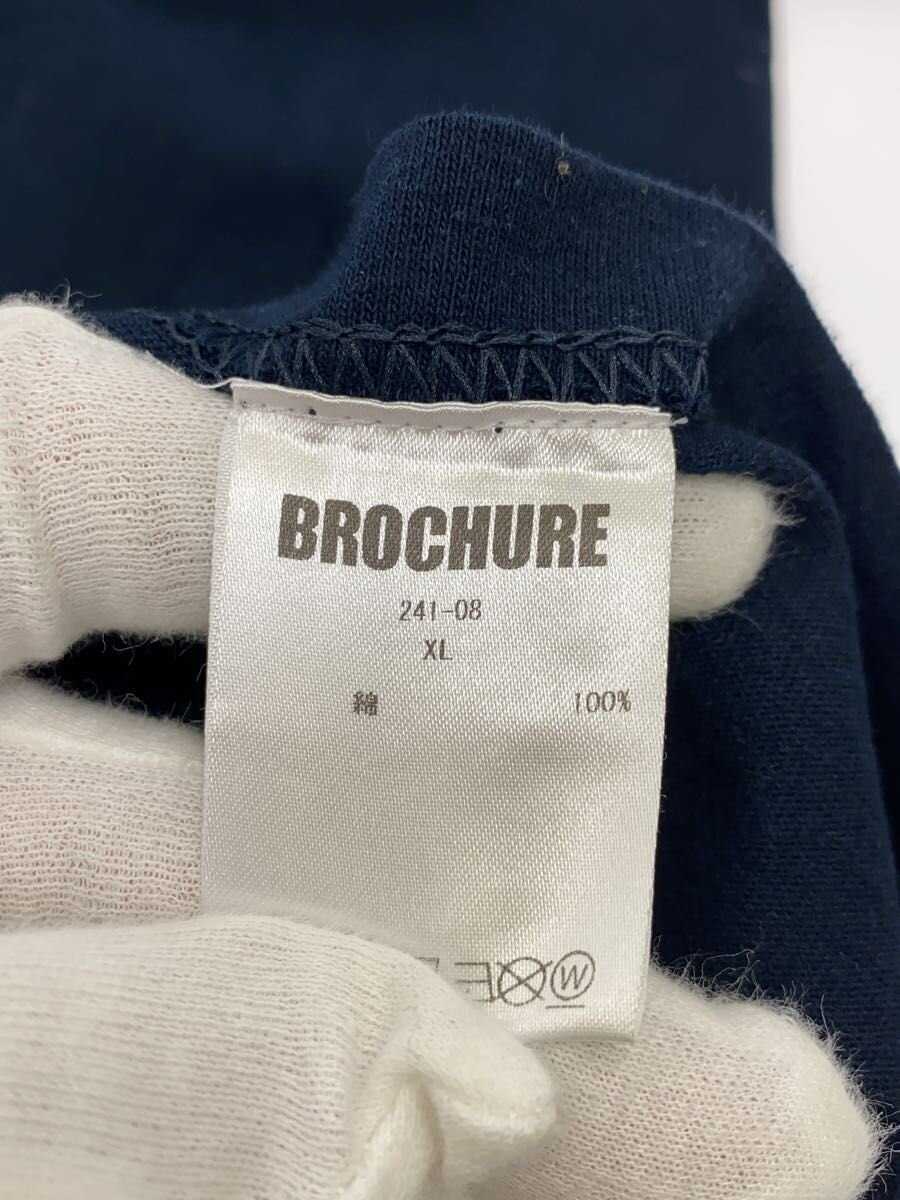 BROCHURE
241-08
XL
綿 100%
W